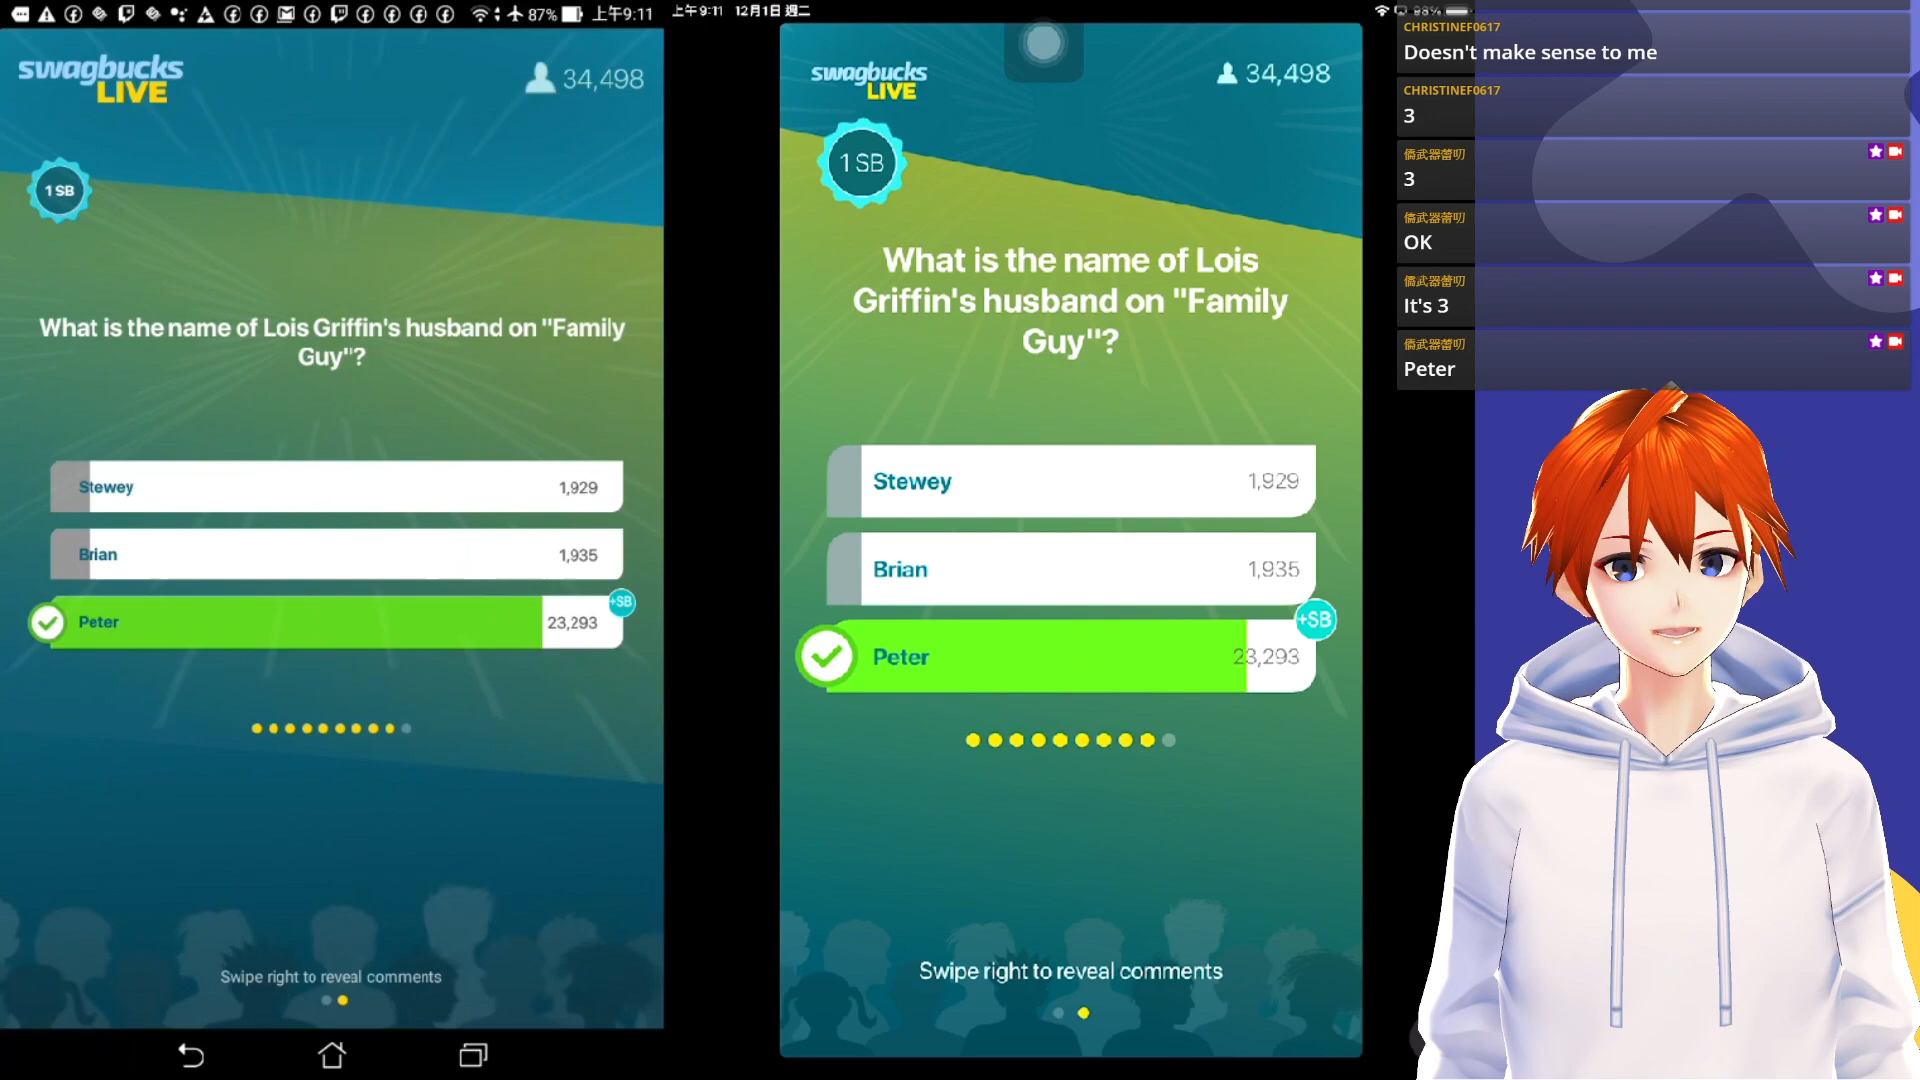 87%
上午9:11
swagbucks
LIVE
34,498
1 SB
What is the name of Lois Griffin's husband on "Family
Guy"?
Stewey
1,929
Brian
1,935
+SB
Peter
23,293
Swipe right to reveal comments
上午9:11 12月1日 週二
98%
swagbucks
LIVE
34,498
1 SB
What is the name of Lois
Griffin's husband on "Family
Guy"?
Stewey
1,929
Brian
1,935
+SB
Peter
23,293
Swipe right to reveal comments
CHRISTINEF0617
Doesn't make sense to me
CHRISTINEF0617
3
3
OK
It's 3
Peter